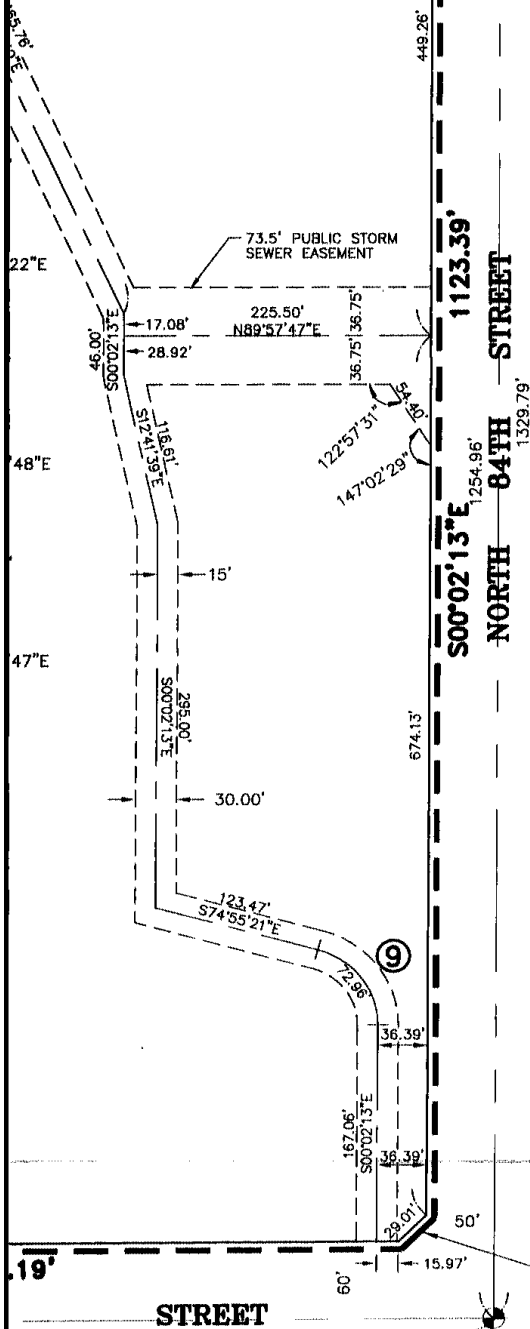 65.76'
449.26'
73.5' PUBLIC STORM
SEWER EASEMENT
22"E
1123.39'
225.50'
N89°57'47"E
36.75'
36.75'
17.08'
28.92'
46.00'
S00°02'13"E
54.40'
122°57'31"
147°02'29"
S12°41'39"E
116.61'
48"E
S00°02'13"E
1254.96'
NORTH 84TH STREET
1329.79'
15'
47"E
S00°02'13"E
295.00'
674.13'
30.00'
123.47'
S74°55'21"E
9
72.96'
36.39'
167.06'
S00°02'13"E
36.39'
29.01'
50'
.19'
60'
15.97'
STREET